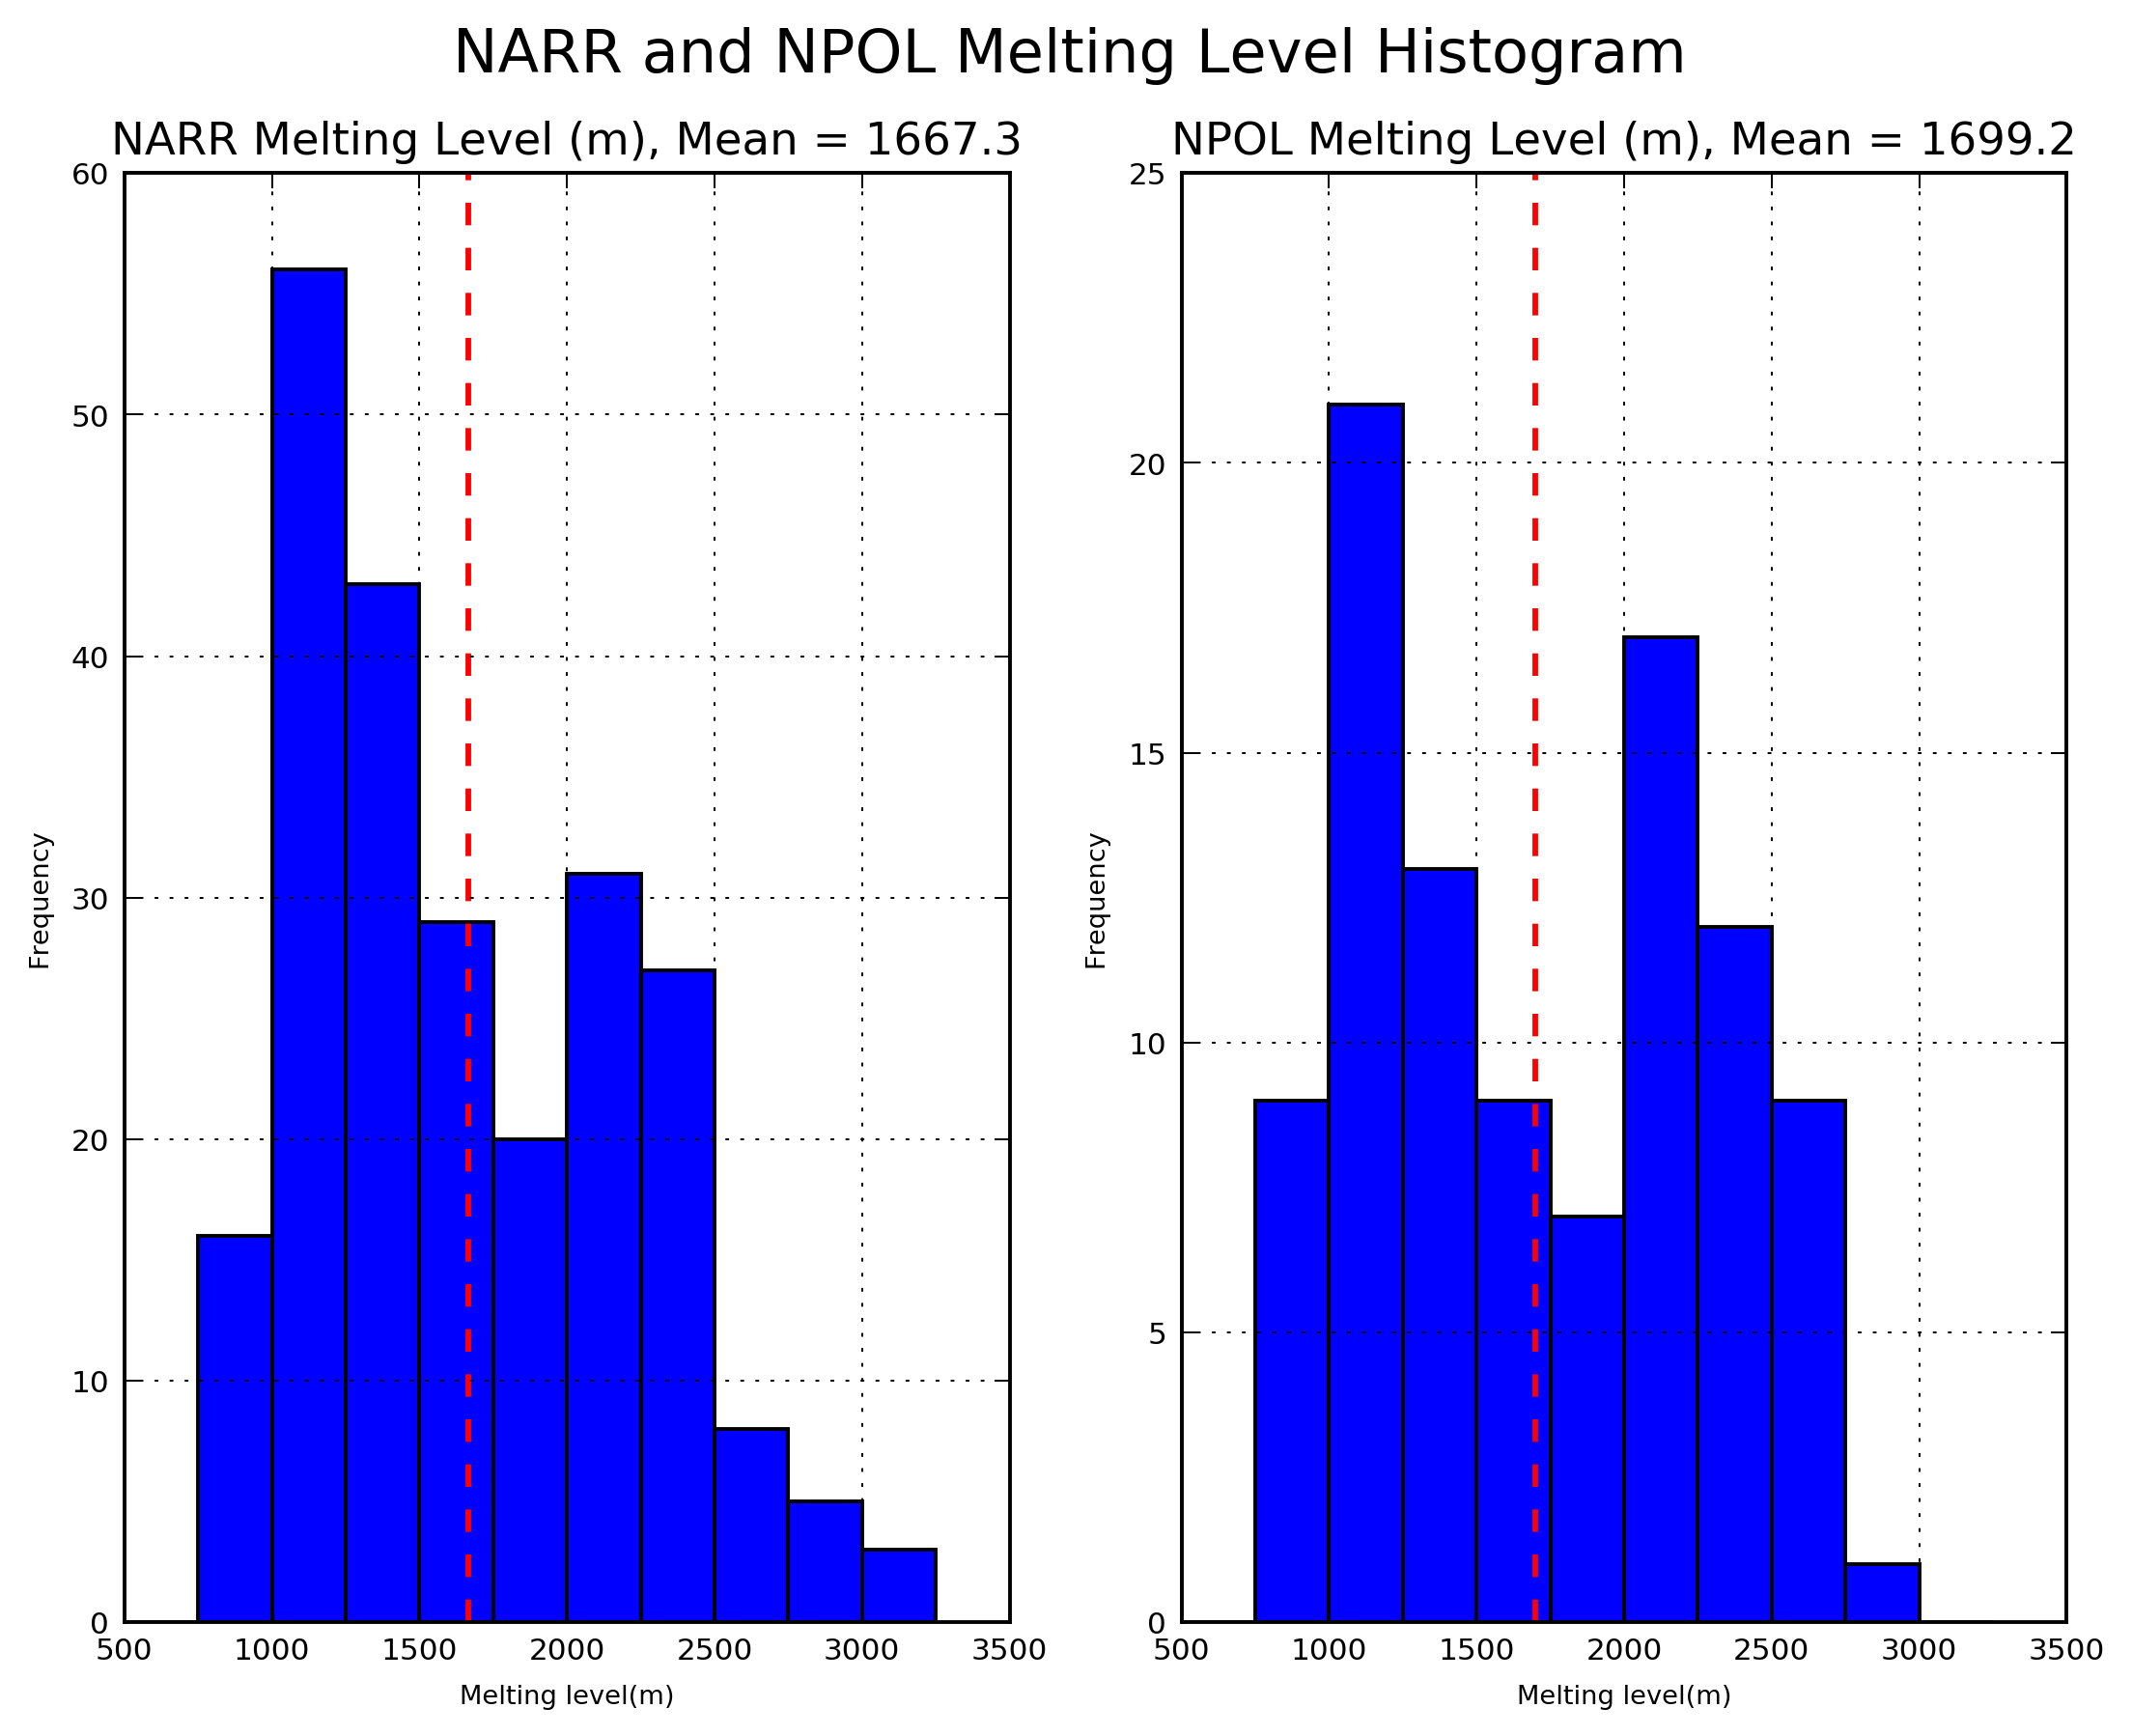 NARR and NPOL Melting Level Histogram
NARR Melting Level (m), Mean = 1667.3
60
50
40
30
20
10
0
Frequency
500 1000 1500 2000 2500 3000 3500
Melting level(m)
NPOL Melting Level (m), Mean = 1699.2
25
20
15
10
5
0
Frequency
500 1000 1500 2000 2500 3000 3500
Melting level(m)